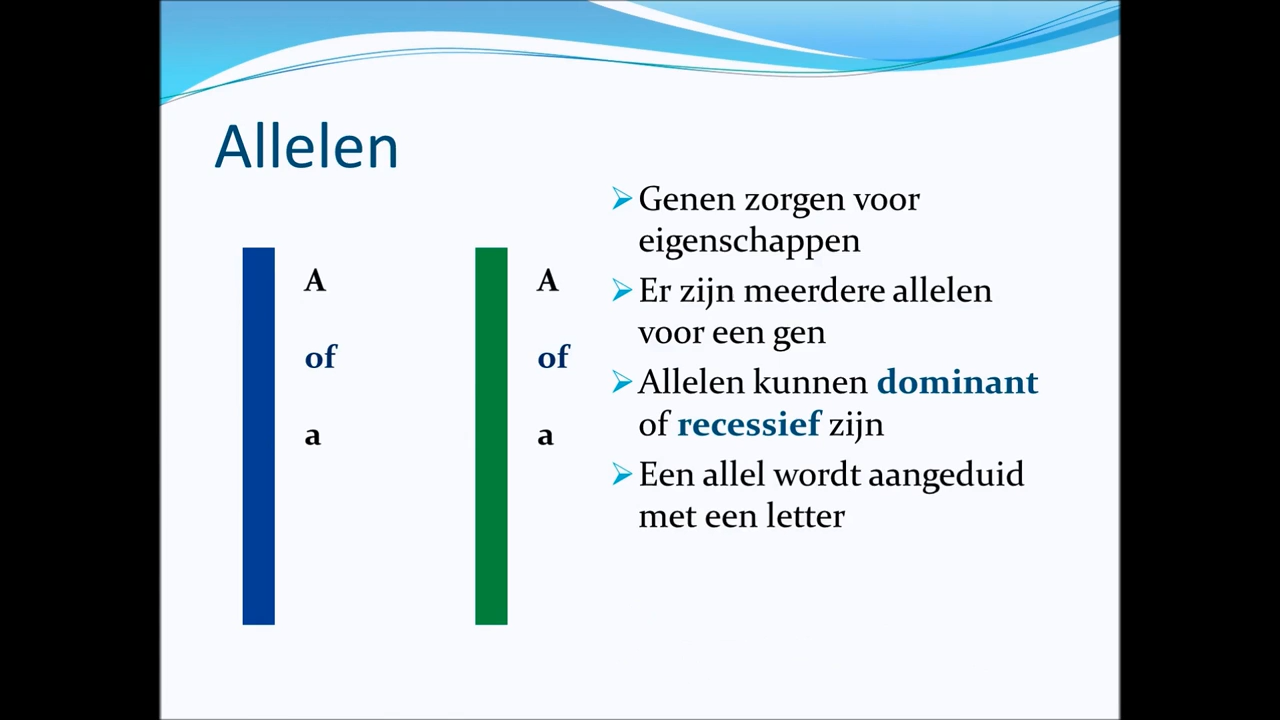 Allelen
A
of
a
A
of
a
Genen zorgen voor
eigenschappen
Er zijn meerdere allelen
voor een gen
Allelen kunnen dominant
of recessief zijn
Een allel wordt aangeduid
met een letter